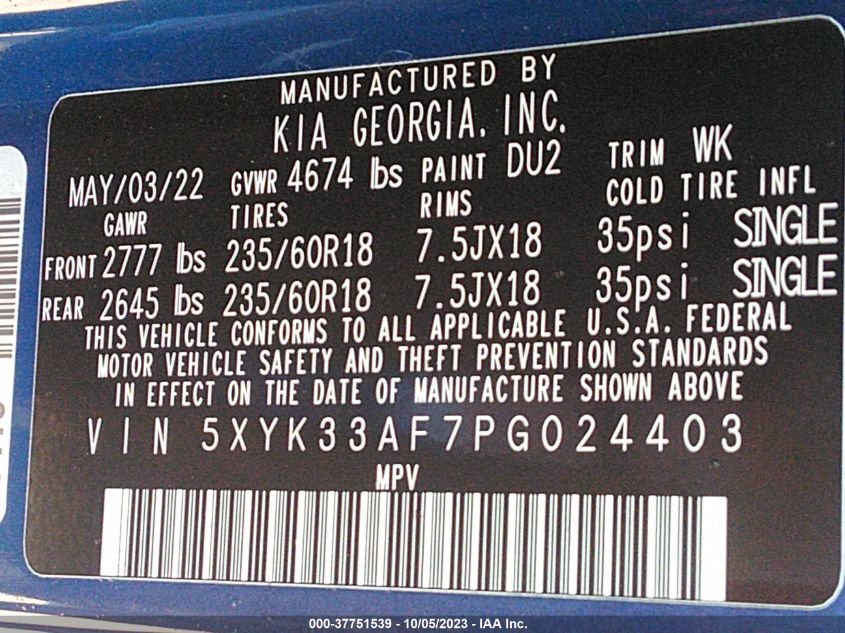 MANUFACTURED BY
KIA GEORGIA, INC.
MAY/03/22 GVWR 4674 lbs PAINT DU2 TRIM WK
GAWR TIRES RIMS COLD TIRE INFL
FRONT 2777 lbs 235/60R18 7.5JX18 35psi SINGLE
REAR 2645 lbs 235/60R18 7.5JX18 35psi SINGLE
THIS VEHICLE CONFORMS TO ALL APPLICABLE U.S.A. FEDERAL
MOTOR VEHICLE SAFETY AND THEFT PREVENTION STANDARDS
IN EFFECT ON THE DATE OF MANUFACTURE SHOWN ABOVE
VIN 5XYK33AF7PG024403
MPV
000-37751539 - 10/05/2023 - IAA Inc.